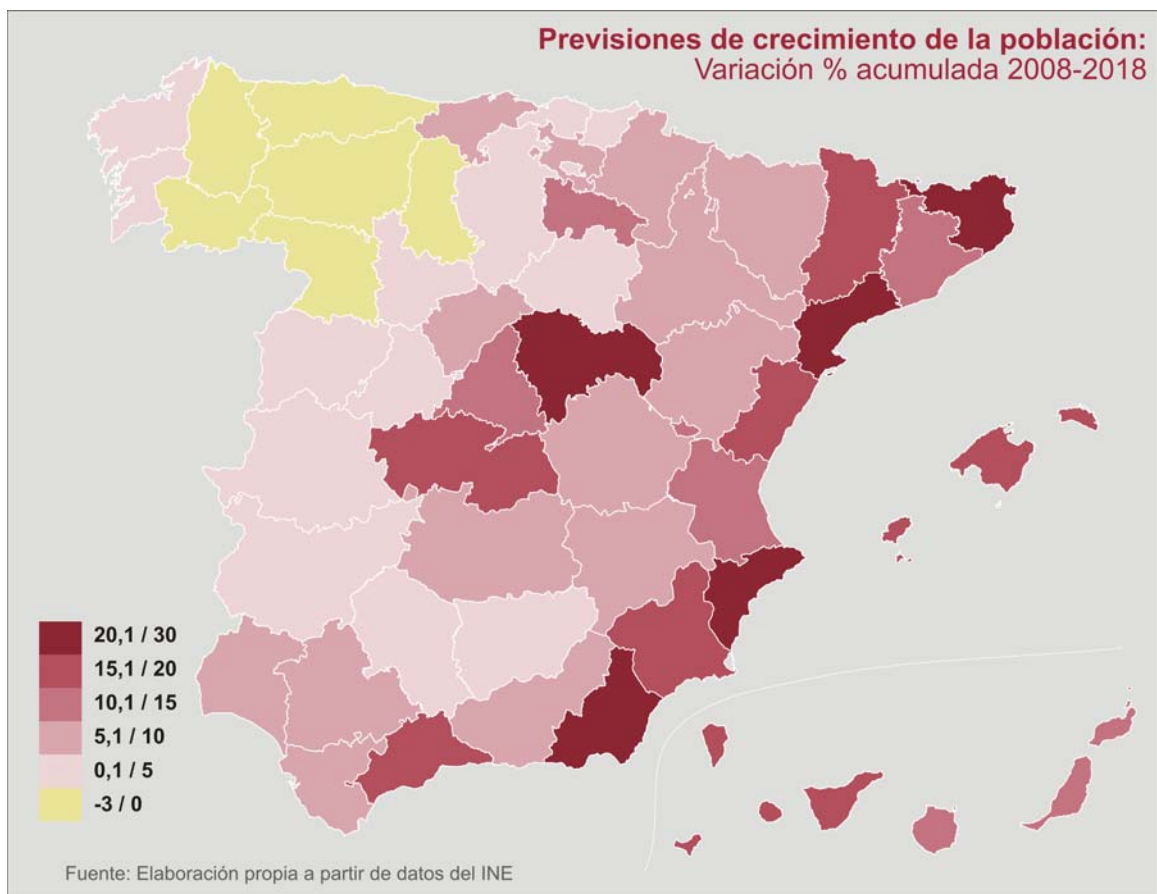 Previsiones de crecimiento de la población:
Variación % acumulada 2008-2018
20,1 / 30
15,1 / 20
10,1 / 15
5,1 / 10
0,1 / 5
-3 / 0
Fuente: Elaboración propia a partir de datos del INE